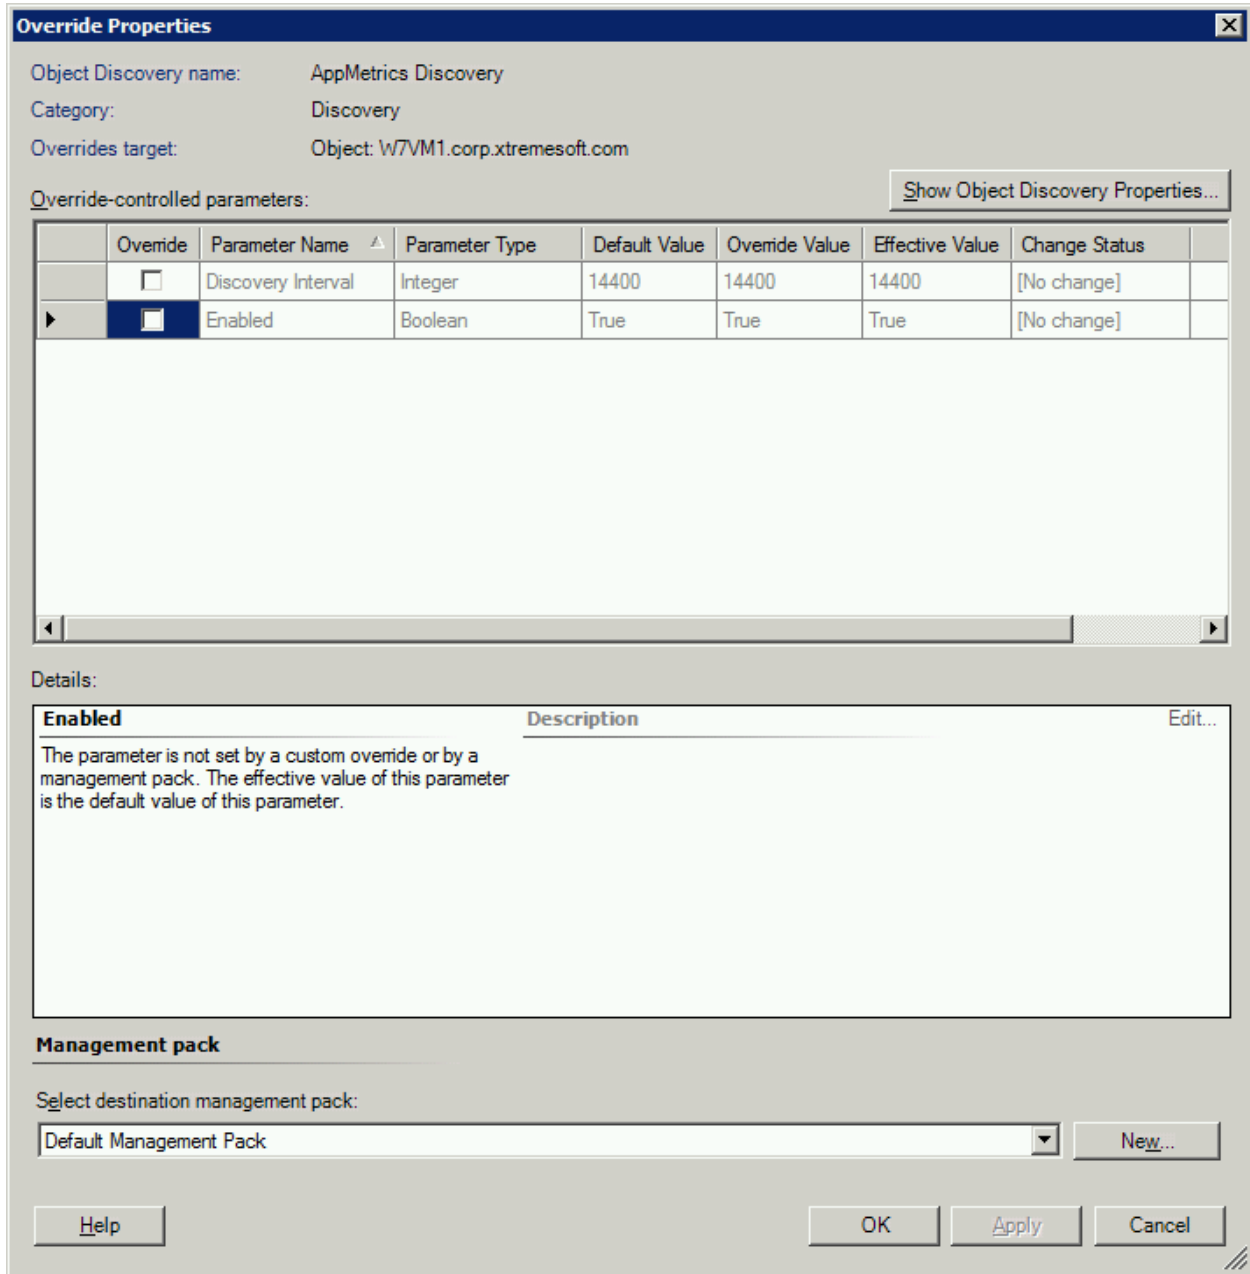 Override Properties
Object Discovery name: AppMetrics Discovery
Category: Discovery
Overrides target: Object: W7VM1.corp.xtremesoft.com
Override-controlled parameters: Show Object Discovery Properties...
Override Parameter Name Parameter Type Default Value Override Value Effective Value Change Status
Discovery Interval Integer 14400 14400 14400 [No change]
Enabled Boolean True True True [No change]
Details:
Enabled Description Edit...
The parameter is not set by a custom override or by a
management pack. The effective value of this parameter
is the default value of this parameter.
Management pack
Select destination management pack:
Default Management Pack New...
Help OK Apply Cancel